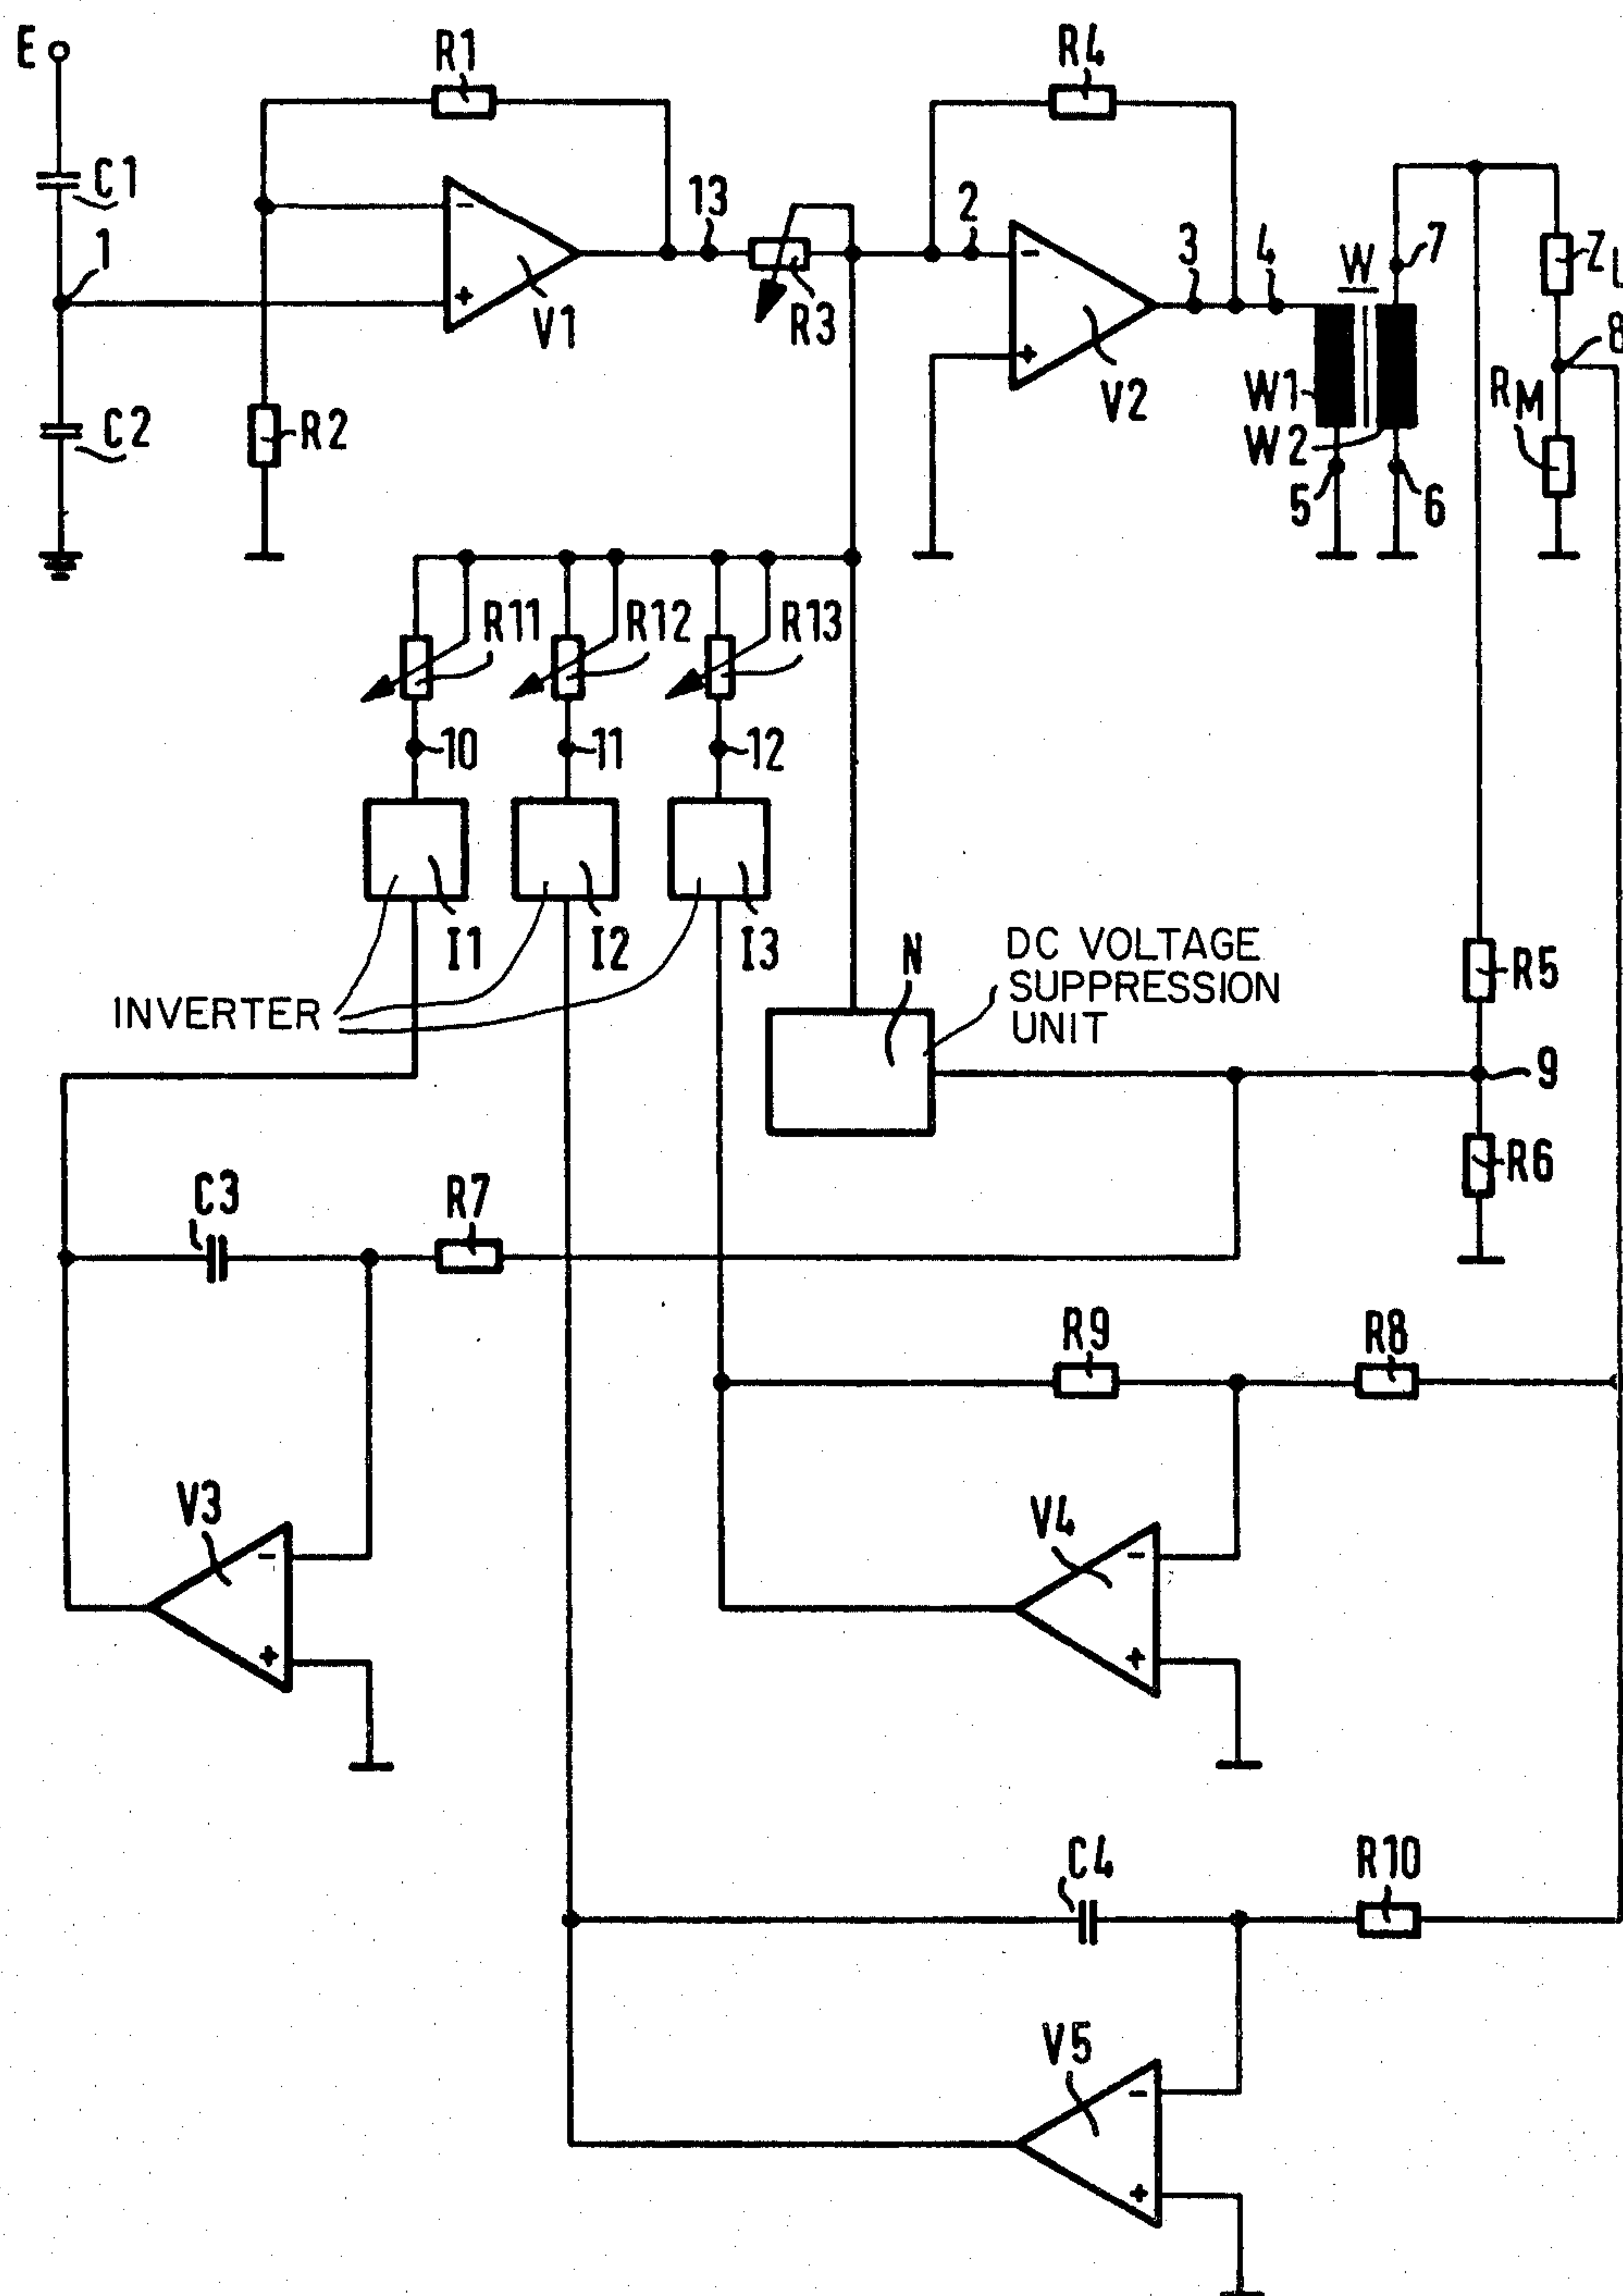 E
R1
R4
C1
1
-
+
V1
13
R3
2
-
+
V2
3
4
W
7
ZL
8
W1
W2
RM
5
6
C2
R2
R11
R12
R13
10
11
12
I1
I2
I3
INVERTER
N
DC VOLTAGE
SUPPRESSION
UNIT
R5
9
R6
C3
R7
R9
R8
V3
-
+
V4
-
+
C4
R10
V5
-
+